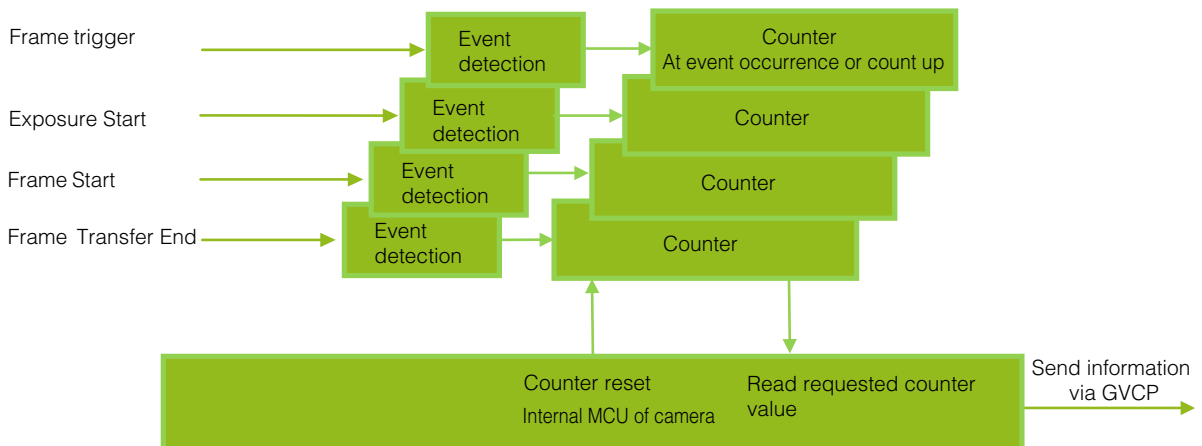 Frame trigger
Event
detection
Counter
At event occurrence or count up
Exposure Start
Event
detection
Counter
Frame Start
Event
detection
Counter
Frame Transfer End
Event
detection
Counter
Counter reset
Internal MCU of camera
Read requested counter
value
Send information
via GVCP